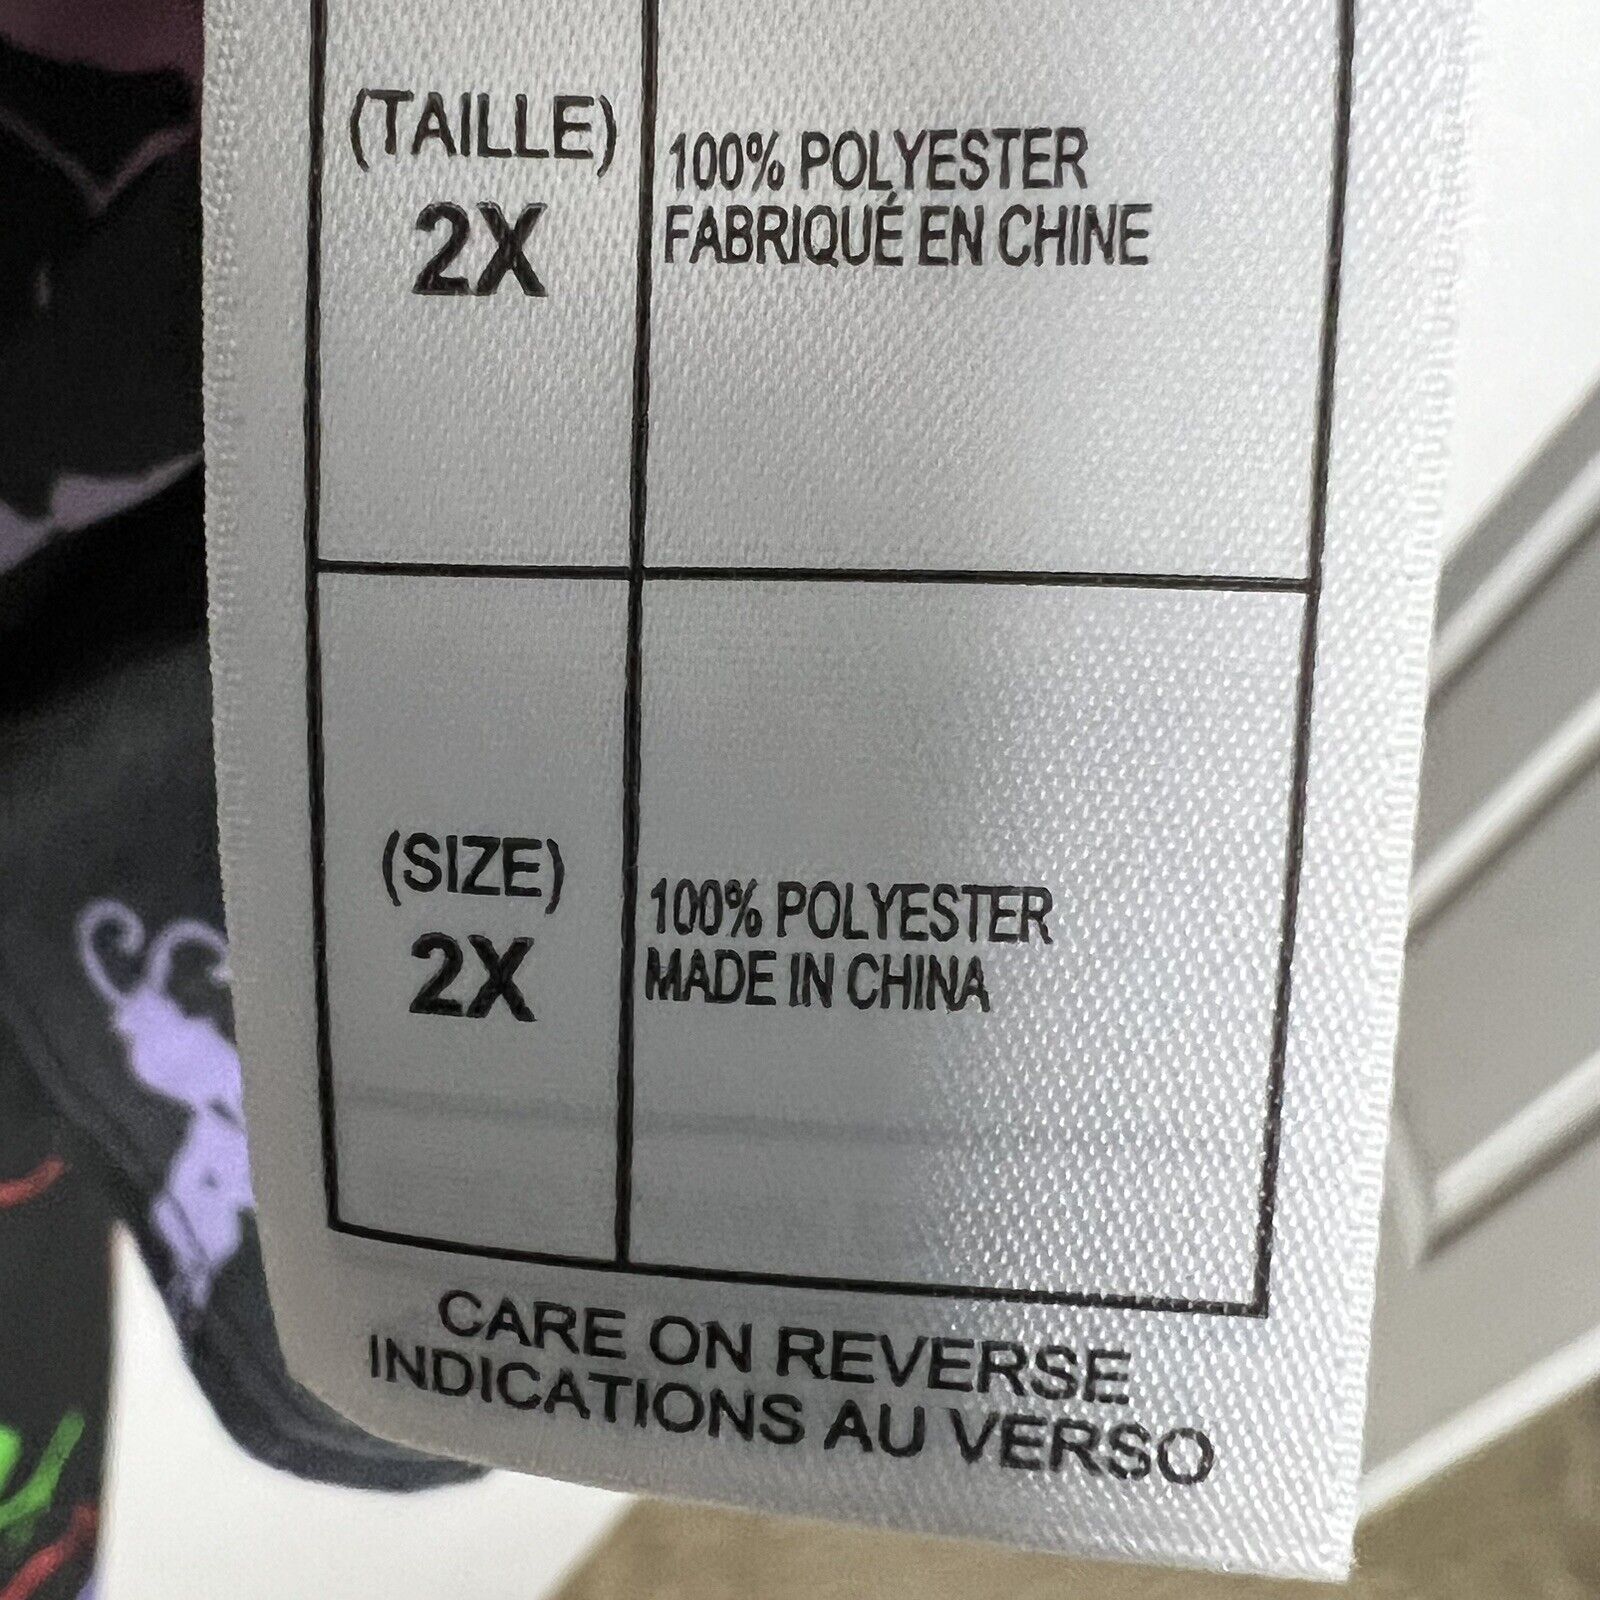 (TAILLE)
2X
100% POLYESTER
FABRIQUÉ EN CHINE
(SIZE)
2X
100% POLYESTER
MADE IN CHINA
CARE ON REVERSE
INDICATIONS AU VERSO